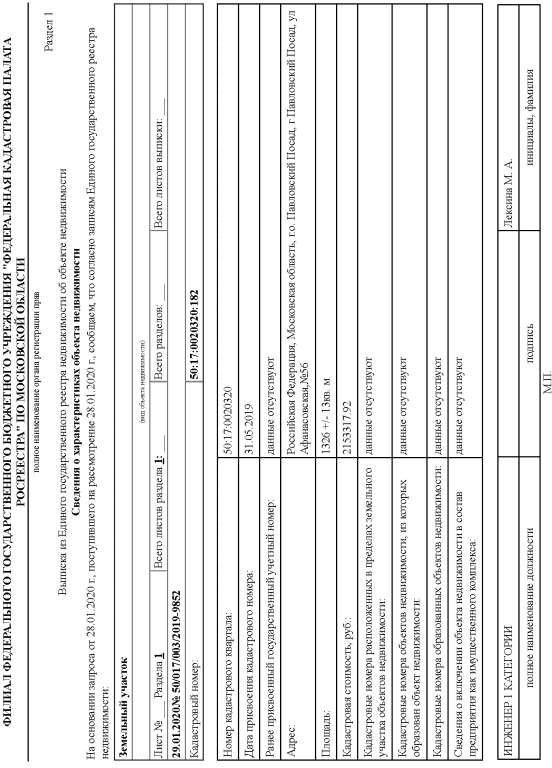 ФИЛИАЛ ФЕДЕРАЛЬНОГО ГОСУДАРСТВЕННОГО БЮДЖЕТНОГО УЧРЕЖДЕНИЯ "ФЕДЕРАЛЬНАЯ КАДАСТРОВАЯ ПАЛАТА
РОСРЕЕСТРА" ПО МОСКОВСКОЙ ОБЛАСТИ
полное наименование органа регистрации прав
Раздел 1
Выписка из Единого государственного реестра недвижимости об объекте недвижимости
Сведения о характеристиках объекта недвижимости
На основании запроса от 28.01.2020 г., поступившего на рассмотрение 28.01.2020 г., сообщаем, что согласно записям Единого государственного реестра
недвижимости:
Земельный участок
(вид объекта недвижимости)
Лист № ___ Раздела 1 Всего листов раздела 1: ___ Всего разделов: ___ Всего листов выписки: ___
29.01.2020№ 50/017/003/2019-9852
Кадастровый номер: 50:17:0020320:182
Номер кадастрового квартала: 50:17:0020320
Дата присвоения кадастрового номера: 31.05.2019
Ранее присвоенный государственный учетный номер: данные отсутствуют
Адрес: Российская Федерация, Московская область, г.о. Павловский Посад, г Павловский Посад, ул
Афанасовская,№56
Площадь: 1326 +/- 13кв. м
Кадастровая стоимость, руб.: 2153317.92
Кадастровые номера расположенных в пределах земельного данные отсутствуют
участка объектов недвижимости:
Кадастровые номера объектов недвижимости, из которых данные отсутствуют
образован объект недвижимости:
Кадастровые номера образованных объектов недвижимости: данные отсутствуют
Сведения о включении объекта недвижимости в состав данные отсутствуют
предприятия как имущественного комплекса:
ИНЖЕНЕР 1 КАТЕГОРИИ Лексина М. А.
полное наименование должности подпись инициалы, фамилия
М.П.